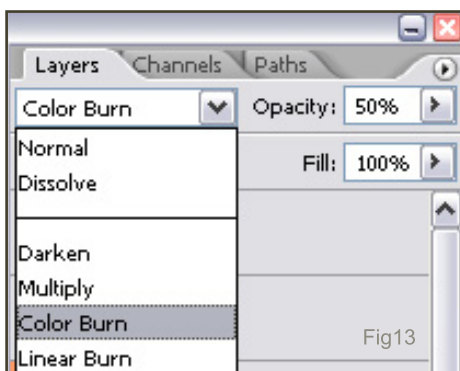 Layers Channels Paths
Color Burn Opacity: 50%
Normal
Fill: 100%
Dissolve
Darken
Multiply
Color Burn
Fig13
Linear Burn